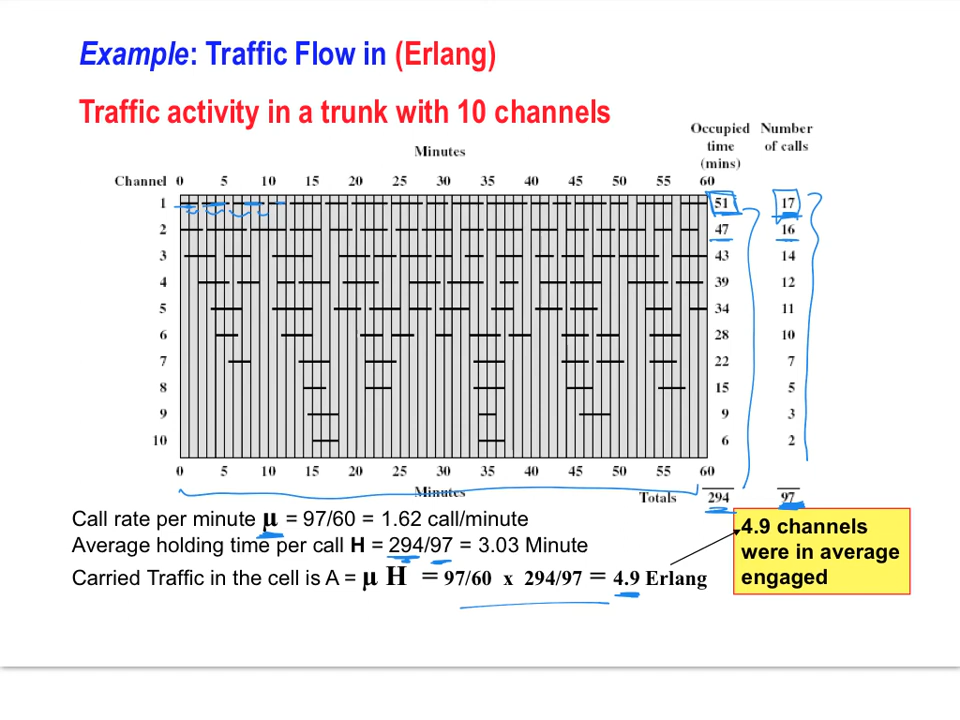 Example: Traffic Flow in (Erlang)
Traffic activity in a trunk with 10 channels
Occupied Number
time of calls
Minutes (mins)
Channel 0 5 10 15 20 25 30 35 40 45 50 55 60
1 51 17
2 47 16
3 43 14
4 39 12
5 34 11
6 28 10
7 22 7
8 15 5
9 9 3
10 6 2
0 5 10 15 20 25 30 35 40 45 50 55 60
Minutes Totals 294 97
Call rate per minute μ = 97/60 = 1.62 call/minute
Average holding time per call H = 294/97 = 3.03 Minute
Carried Traffic in the cell is A = μ H = 97/60 x 294/97 = 4.9 Erlang
4.9 channels
were in average
engaged